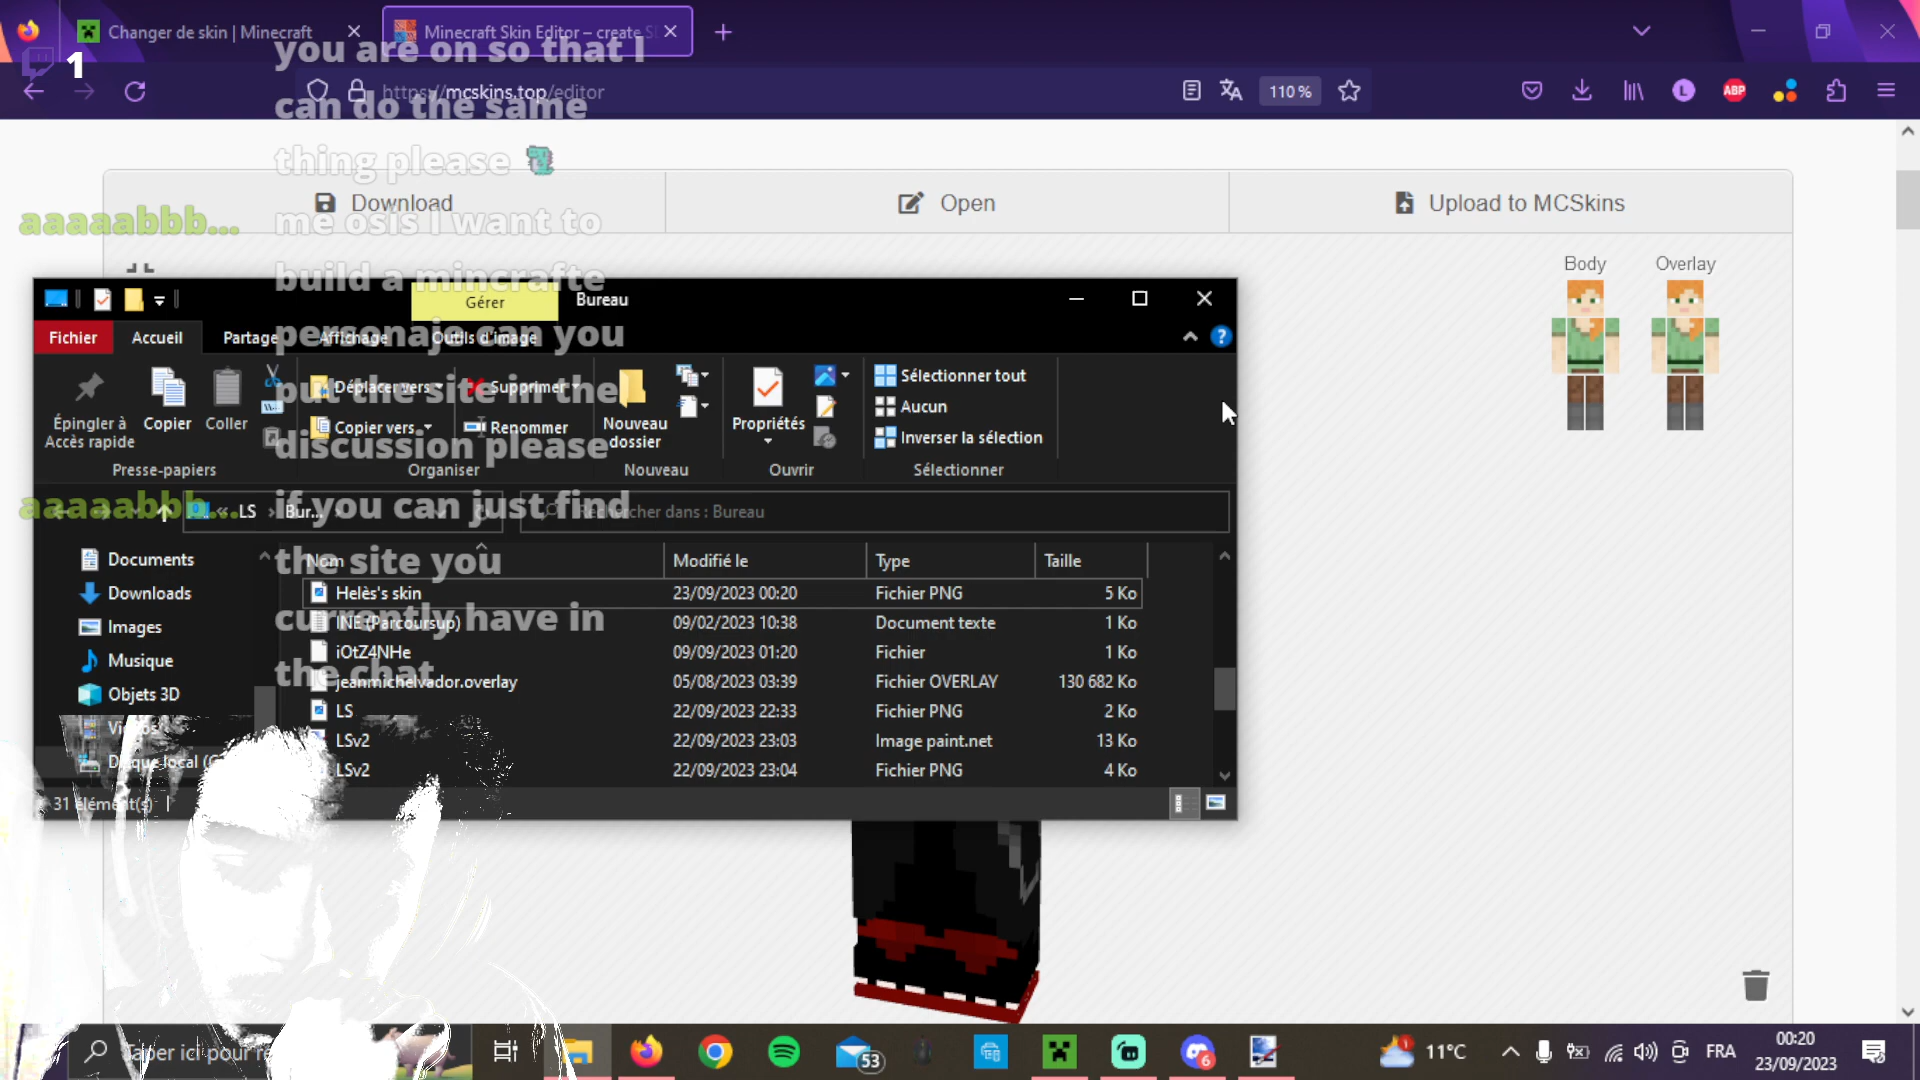 Changer de skin | Minecraft
Minecraft Skin Editor – create S
1
https://mcskins.top/editor
110 %
L
ABP
you are on so that I
can do the same
thing please
Download
Open
Upload to MCSkins
aaaaabbb...
me osis I want to
build a mincrafte
personaje can you
put the site in the
discussion please
Body
Overlay
Gérer
Bureau
Fichier
Accueil
Partage
Affichage
Outils d'image
Épingler à
Accès rapide
Copier
Coller
Déplacer vers
Copier vers
Supprimer
Renommer
Nouveau
dossier
Propriétés
Sélectionner tout
Aucun
Inverser la sélection
Presse-papiers
Organiser
Nouveau
Ouvrir
Sélectionner
aaaaabbb...
if you can just find
the site you
currently have in
the chat
« LS
Bur...
Rechercher dans : Bureau
Documents
Downloads
Images
Musique
Objets 3D
Disque local (C
Nom
Modifié le
Type
Taille
Helès's skin
23/09/2023 00:20
Fichier PNG
5 Ko
INE (Parcoursup)
09/02/2023 10:38
Document texte
1 Ko
iOtZ4NHe
09/09/2023 01:20
Fichier
1 Ko
jeanmichelvador.overlay
05/08/2023 03:39
Fichier OVERLAY
130 682 Ko
LS
22/09/2023 22:33
Fichier PNG
2 Ko
LSv2
22/09/2023 23:03
Image paint.net
13 Ko
LSv2
22/09/2023 23:04
Fichier PNG
4 Ko
31 élément(s)
Taper ici pour re
53
6
11°C
FRA
00:20
23/09/2023